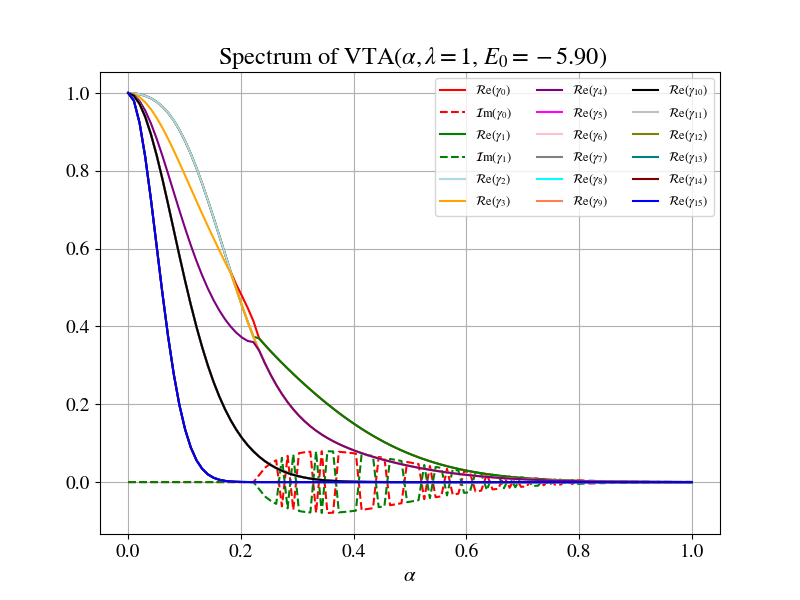 Spectrum of VTA(α, λ = 1, E₀ = −5.90)
ℛe(γ₀)
ℐm(γ₀)
ℛe(γ₁)
ℐm(γ₁)
ℛe(γ₂)
ℛe(γ₃)
ℛe(γ₄)
ℛe(γ₅)
ℛe(γ₆)
ℛe(γ₇)
ℛe(γ₈)
ℛe(γ₉)
ℛe(γ₁₀)
ℛe(γ₁₁)
ℛe(γ₁₂)
ℛe(γ₁₃)
ℛe(γ₁₄)
ℛe(γ₁₅)
1.0
0.8
0.6
0.4
0.2
0.0
0.0 0.2 0.4 0.6 0.8 1.0
α